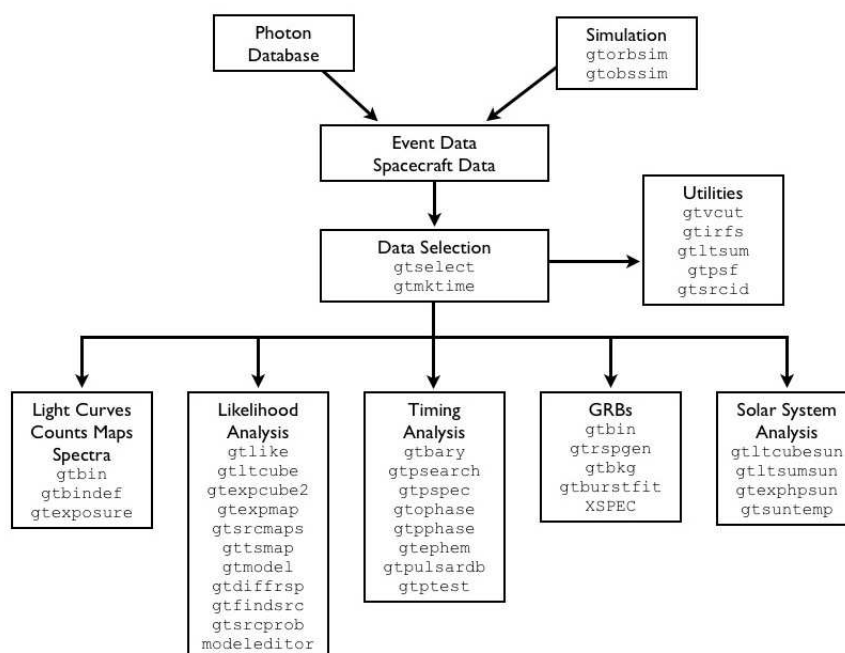 Photon
Database
Simulation
gtorbsim
gtobssim
Event Data
Spacecraft Data
Data Selection
gtselect
gtmktime
Utilities
gtvcut
gtirfs
gtltsum
gtpsf
gtsrcid
Light Curves
Counts Maps
Spectra
gtbin
gtbindef
gtexposure
Likelihood
Analysis
gtlike
gtltcube
gtexpcube2
gtexpmap
gtsrcmaps
gttsmap
gtmodel
gtdiffrsp
gtfindsrc
gtsrcprob
modeleditor
Timing
Analysis
gtbary
gtpsearch
gtpspec
gtophase
gtpphase
gtephem
gtpulsardb
gtptest
GRBs
gtbin
gtrspgen
gtbkg
gtburstfit
XSPEC
Solar System
Analysis
gtltcubesun
gtltsumsun
gtexphpsun
gtsuntemp